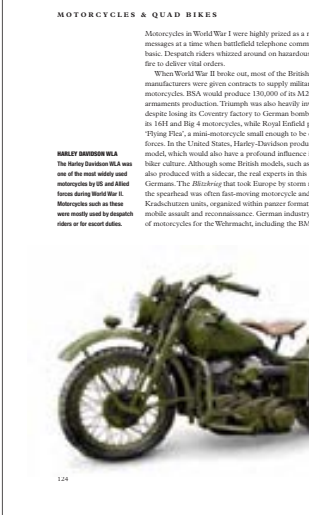 MOTORCYCLES & QUAD BIKES
Motorcycles in World War I were highly prized as a
messages at a time when battlefield telephone comm
basic. Despatch riders whizzed around on hazardous
fire to deliver vital orders.
When World War II broke out, most of the British
manufacturers were given contracts to supply milita
motorcycles. BSA would produce 130,000 of its M2
armaments production. Triumph was also heavily in
despite losing its Coventry factory to German bomb
its 16H and Big 4 motorcycles, while Royal Enfield p
'Flying Flea', a mini-motorcycle small enough to be
forces. In the United States, Harley-Davidson produ
model, which would also have a profound influence
biker culture. Although some British models, such as
also produced with a sidecar, the real experts in this
Germans. The Blitzkrieg that took Europe by storm
the spearhead was often fast-moving motorcycle and
Kradschutzen units, organized within panzer format
mobile assault and reconnaissance. German industry
of motorcycles for the Wehrmacht, including the BM
HARLEY DAVIDSON WLA
The Harley Davidson WLA was
one of the most widely used
motorcycles by US and Allied
forces during World War II.
Motorcycles such as these
were mostly used by despatch
riders or for escort duties.
124